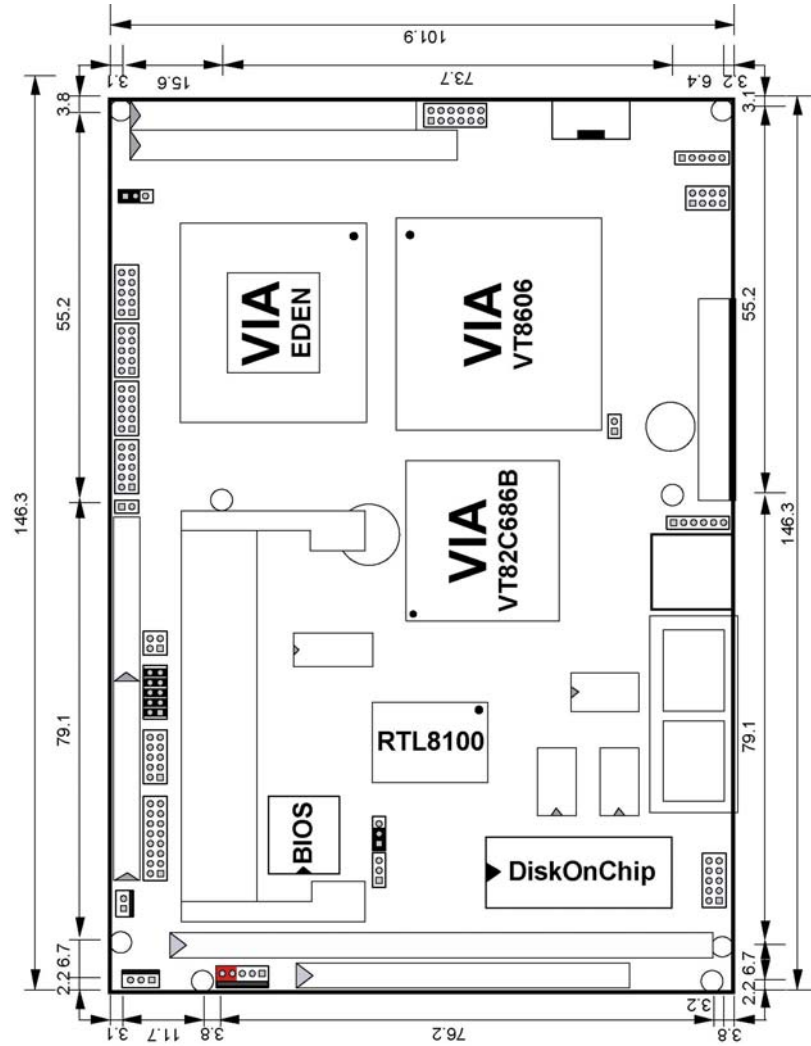 101.9
3.1
15.6
73.7
6.4
3.2
3.8
3.1
VIA
EDEN
VIA
VT8606
55.2
55.2
146.3
146.3
VIA
VT82C686B
79.1
79.1
RTL8100
BIOS
DiskOnChip
6.7
2.2
6.7
2.2
3.1
11.7
3.8
76.2
3.2
3.8